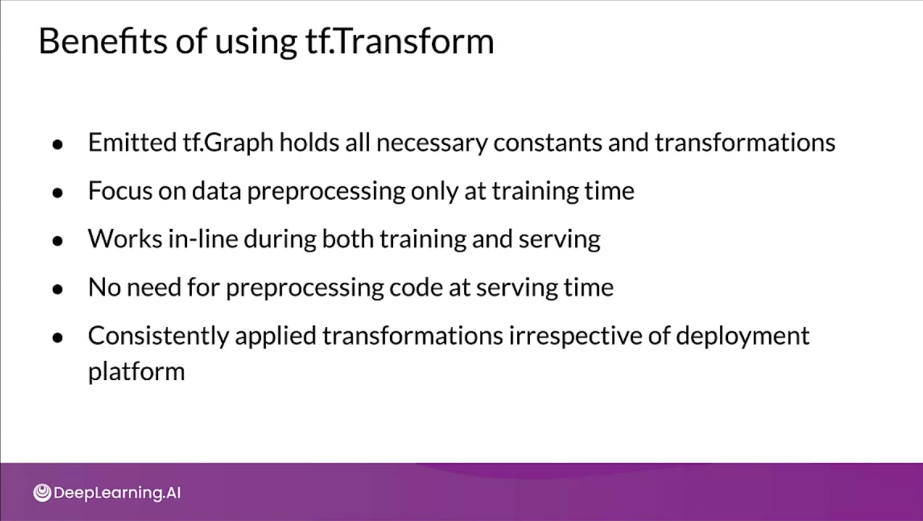 Benefits of using tf.Transform
● Emitted tf.Graph holds all necessary constants and transformations
● Focus on data preprocessing only at training time
● Works in-line during both training and serving
● No need for preprocessing code at serving time
● Consistently applied transformations irrespective of deployment
platform
DeepLearning.AI